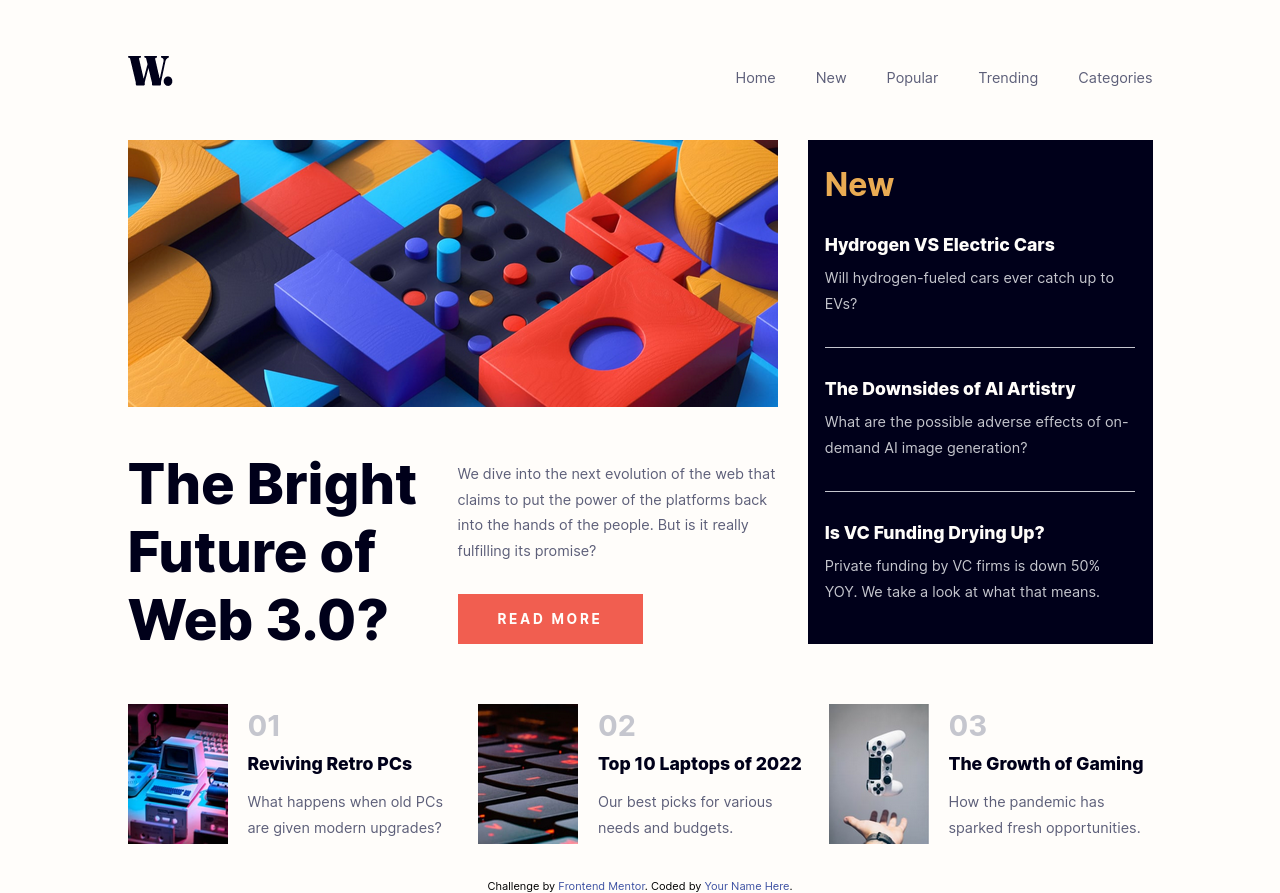 W.
Home New Popular Trending Categories
New
Hydrogen VS Electric Cars
Will hydrogen-fueled cars ever catch up to
EVs?
The Downsides of AI Artistry
What are the possible adverse effects of on-
demand AI image generation?
Is VC Funding Drying Up?
Private funding by VC firms is down 50%
YOY. We take a look at what that means.
The Bright
Future of
Web 3.0?
We dive into the next evolution of the web that
claims to put the power of the platforms back
into the hands of the people. But is it really
fulfilling its promise?
READ MORE
01
Reviving Retro PCs
What happens when old PCs
are given modern upgrades?
02
Top 10 Laptops of 2022
Our best picks for various
needs and budgets.
03
The Growth of Gaming
How the pandemic has
sparked fresh opportunities.
Challenge by Frontend Mentor. Coded by Your Name Here.